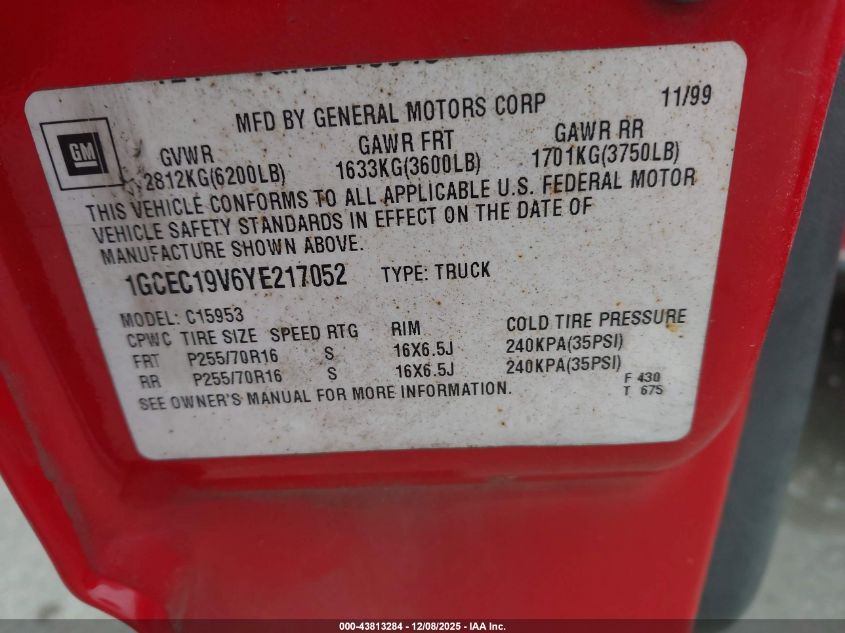 MFD BY GENERAL MOTORS CORP 11/99
GM
GVWR GAWR FRT GAWR RR
2812KG(6200LB) 1633KG(3600LB) 1701KG(3750LB)
THIS VEHICLE CONFORMS TO ALL APPLICABLE U.S. FEDERAL MOTOR
VEHICLE SAFETY STANDARDS IN EFFECT ON THE DATE OF
MANUFACTURE SHOWN ABOVE.
1GCEC19V6YE217052 TYPE: TRUCK
MODEL: C15953
CPWC TIRE SIZE SPEED RTG RIM COLD TIRE PRESSURE
FRT P255/70R16 S 16X6.5J 240KPA(35PSI)
RR P255/70R16 S 16X6.5J 240KPA(35PSI)
SEE OWNER'S MANUAL FOR MORE INFORMATION.
F 430
T 675
000-43813284 - 12/08/2025 - IAA Inc.